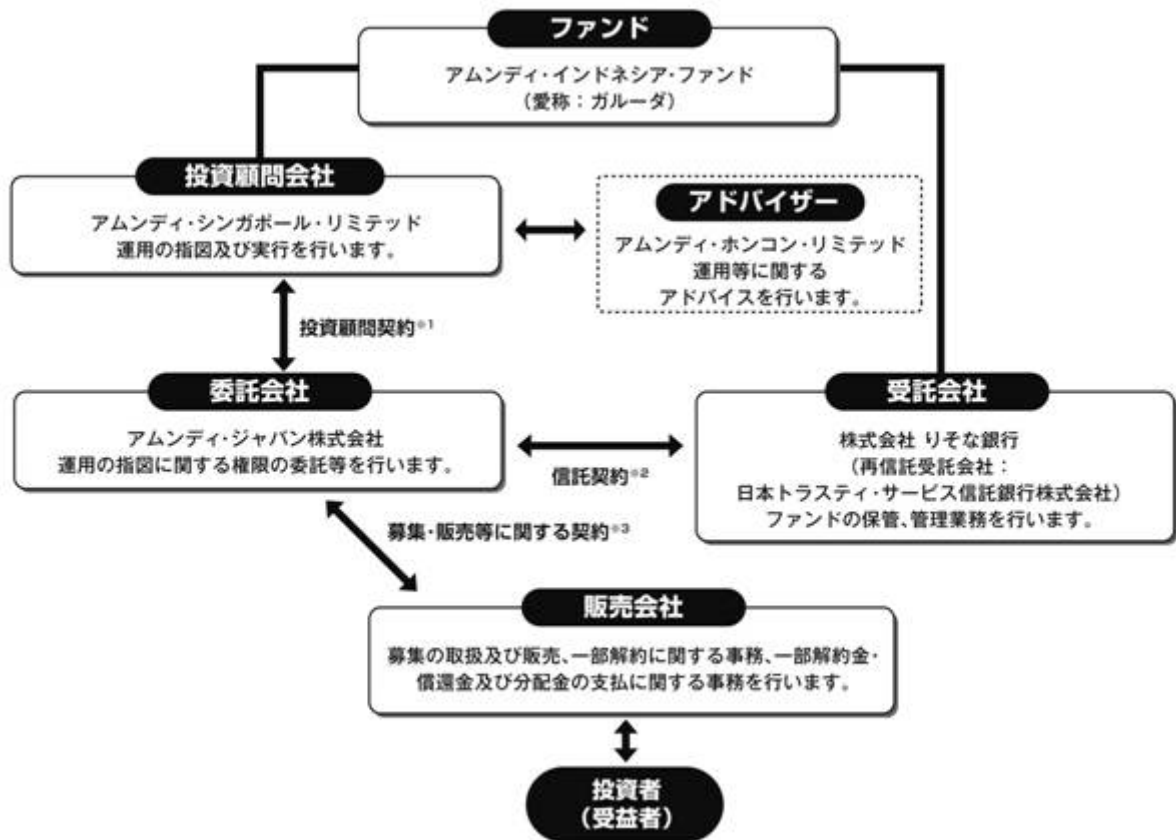 ファンド
アムンディ・インドネシア・ファンド
（愛称：ガルーダ）
投資顧問会社
アムンディ・シンガポール・リミテッド
運用の指図及び実行を行います。
アドバイザー
アムンディ・ホンコン・リミテッド
運用等に関する
アドバイスを行います。
投資顧問契約※1
委託会社
アムンディ・ジャパン株式会社
運用の指図に関する権限の委託等を行います。
信託契約※2
受託会社
株式会社 りそな銀行
（再信託受託会社：
日本トラスティ・サービス信託銀行株式会社）
ファンドの保管、管理業務を行います。
募集・販売等に関する契約※3
販売会社
募集の取扱及び販売、一部解約に関する事務、一部解約金・
償還金及び分配金の支払に関する事務を行います。
投資者
（受益者）